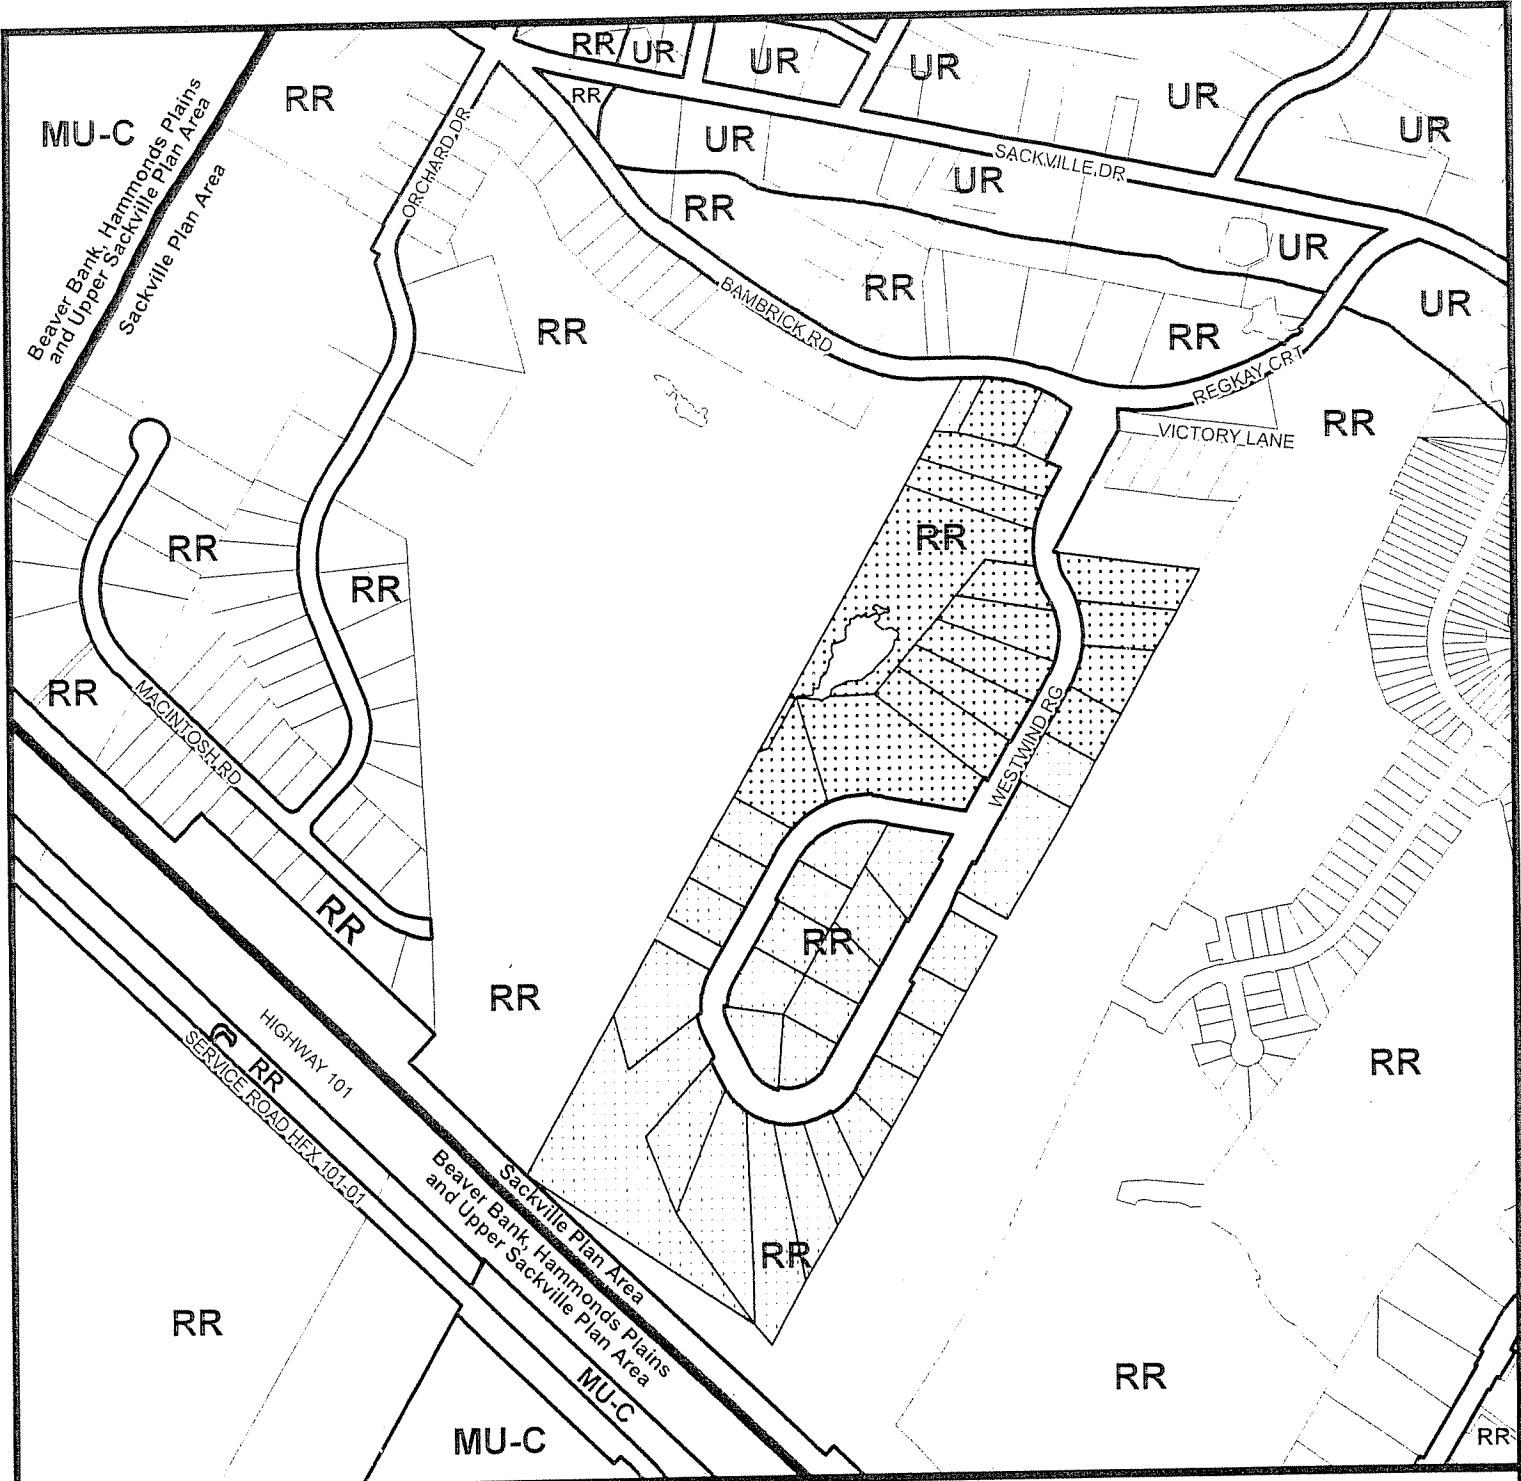 RR
UR
UR
UR
RR
RR
UR
MU-C
UR
UR
SACKVILLE DR
UR
Beaver Bank, Hammonds Plains
and Upper Sackville Plan Area
Sackville Plan Area
ORCHARD DR
RR
UR
RR
BAMBRICK RD
RR
UR
RR
REGKAY CRT
RR
VICTORY LANE
RR
RR
RR
RR
MACINTOSH RD
WESTWIND RG
RR
RR
RR
HIGHWAY 101
RR
SERVICE ROAD HFX 101-01
RR
Sackville Plan Area
Beaver Bank, Hammonds Plains
and Upper Sackville Plan Area
RR
RR
MU-C
RR
MU-C
RR